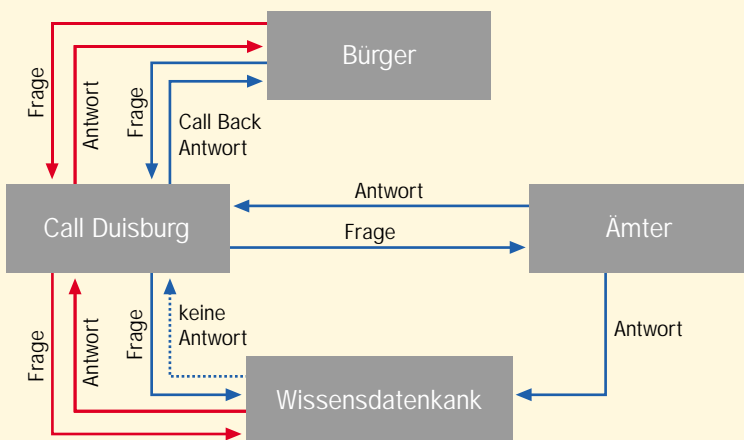 Bürger
Frage
Antwort
Frage
Call Back
Antwort
Call Duisburg
Antwort
Frage
Ämter
Frage
Antwort
Frage
keine
Antwort
Antwort
Wissensdatenkank